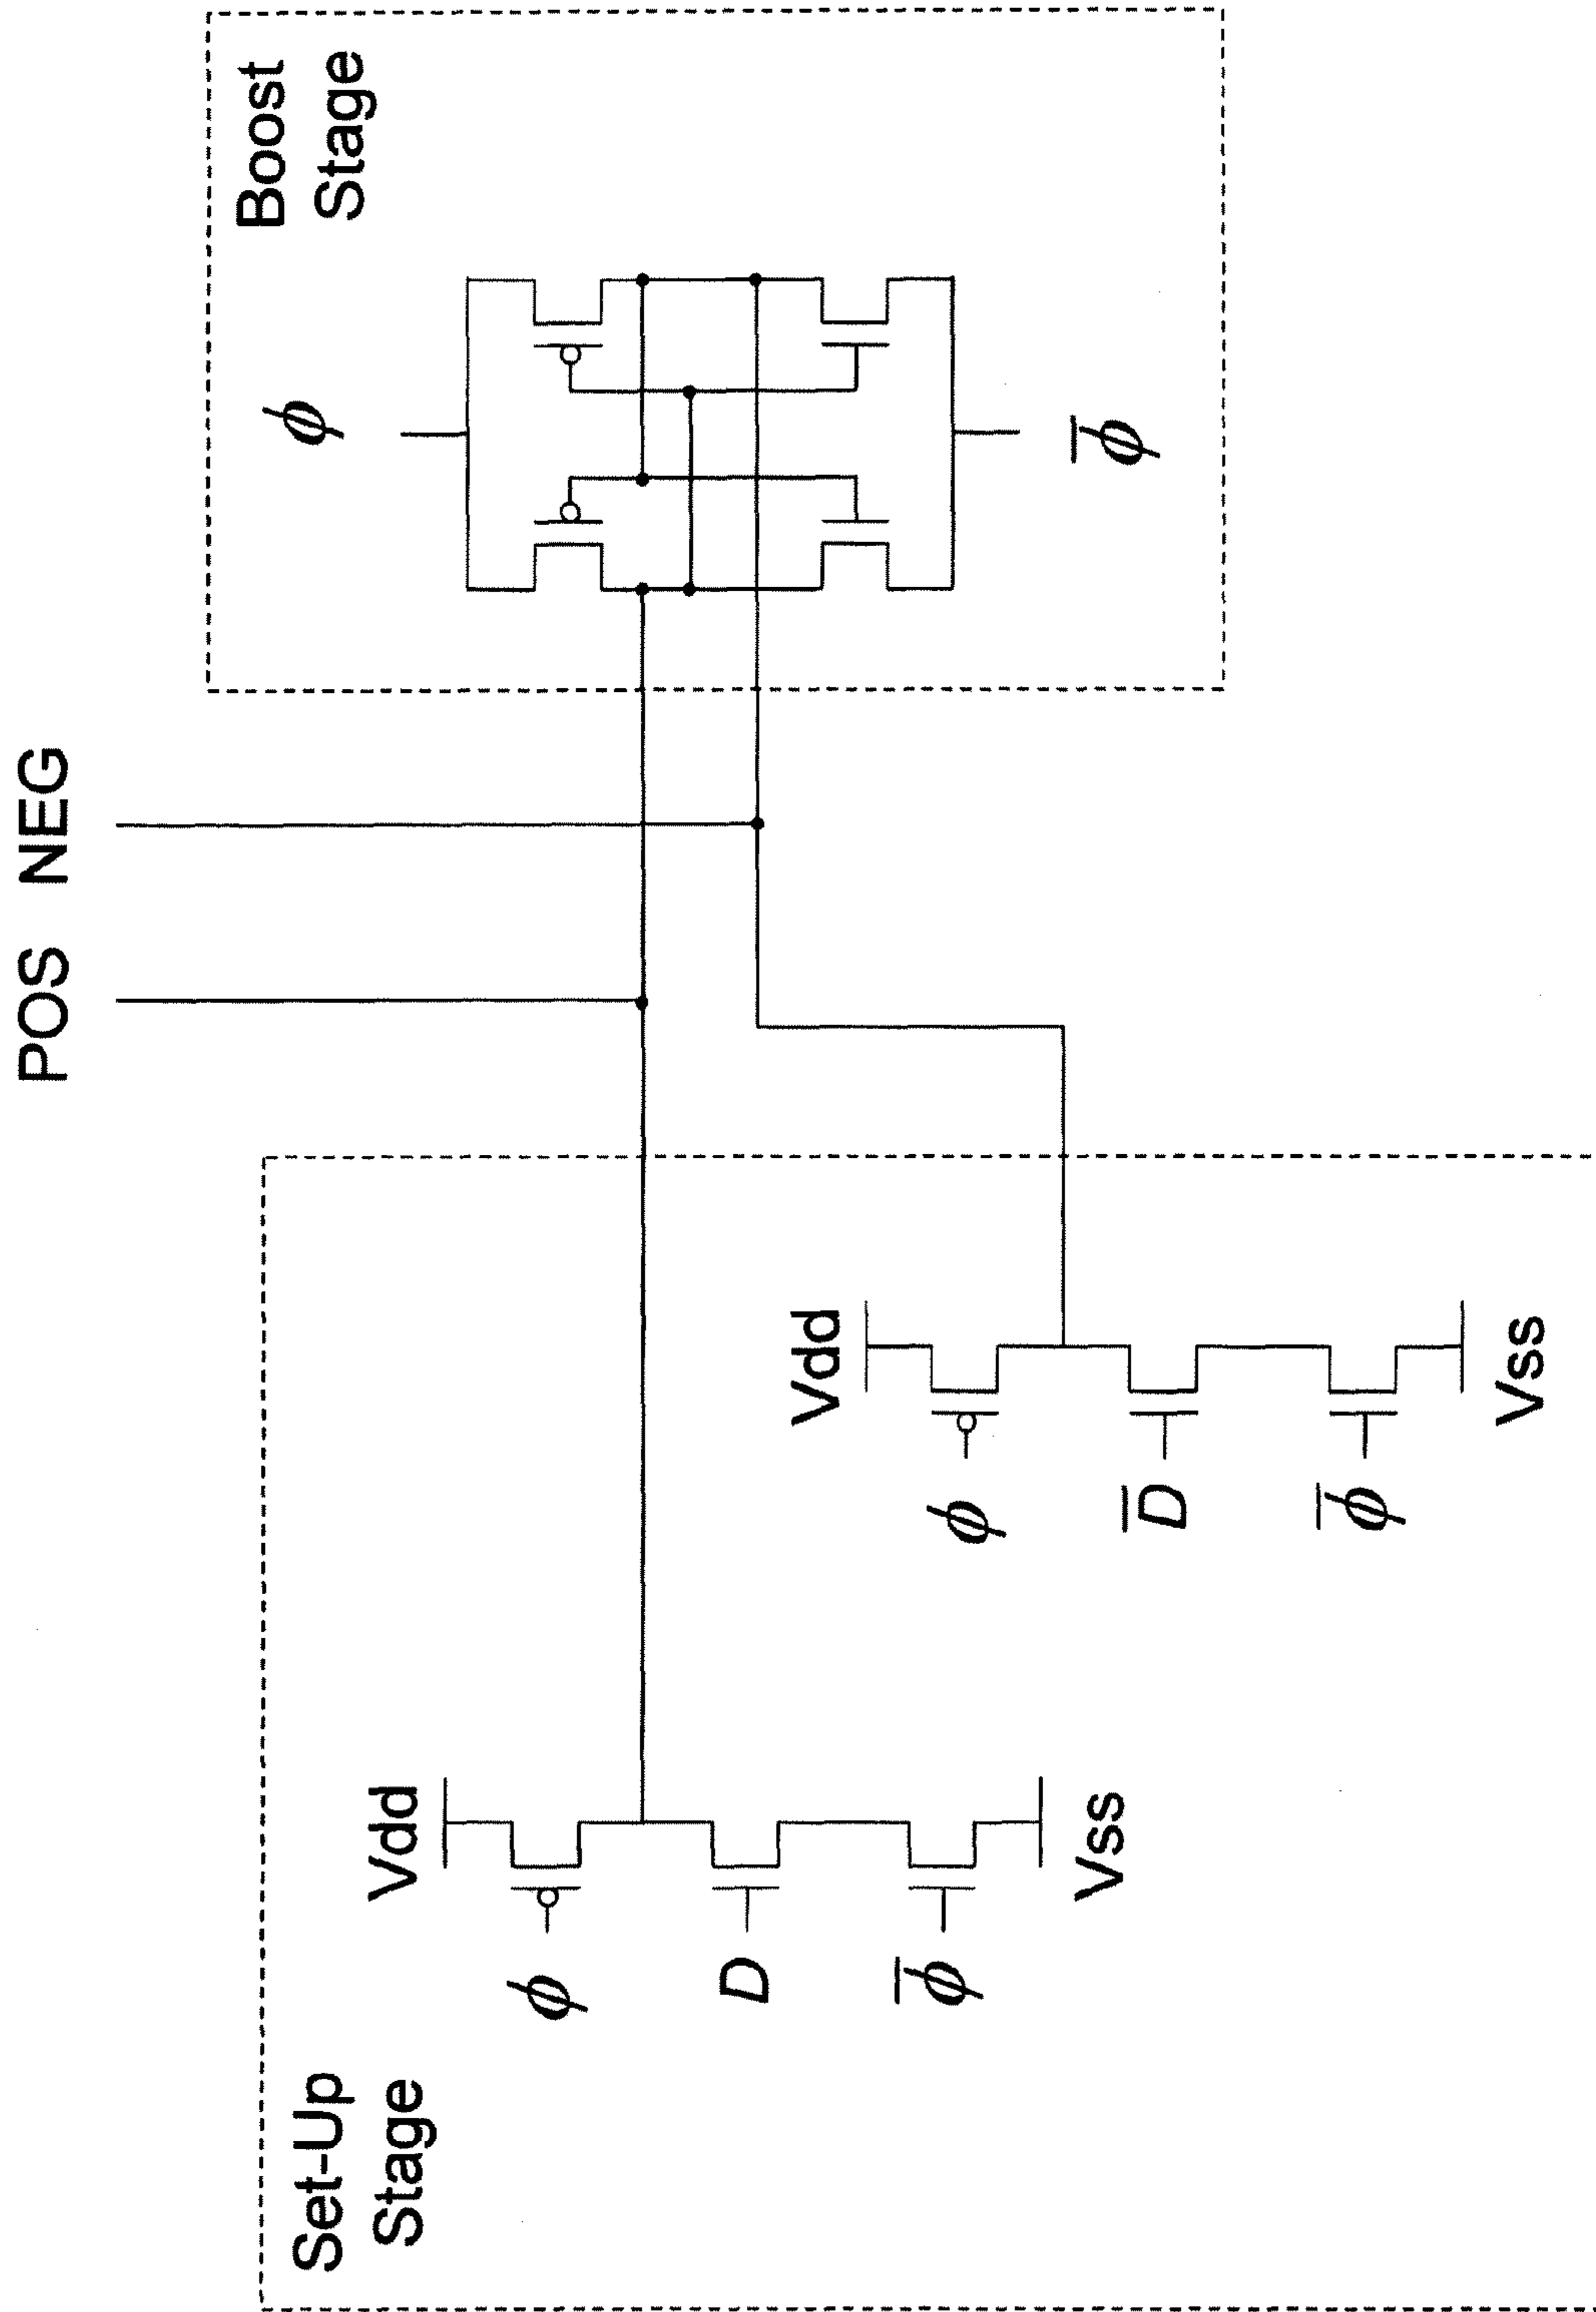 POS NEG
Set-Up
Stage
Vdd
ϕ
D
ϕ̅
Vss
Vdd
ϕ
D̅
ϕ̅
Vss
Boost
Stage
ϕ
ϕ̅